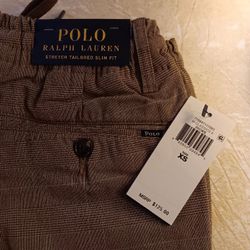 POLO
RALPH LAUREN
STRETCH TAILORED SLIM FIT
POLO
XS
MSRP $125.00